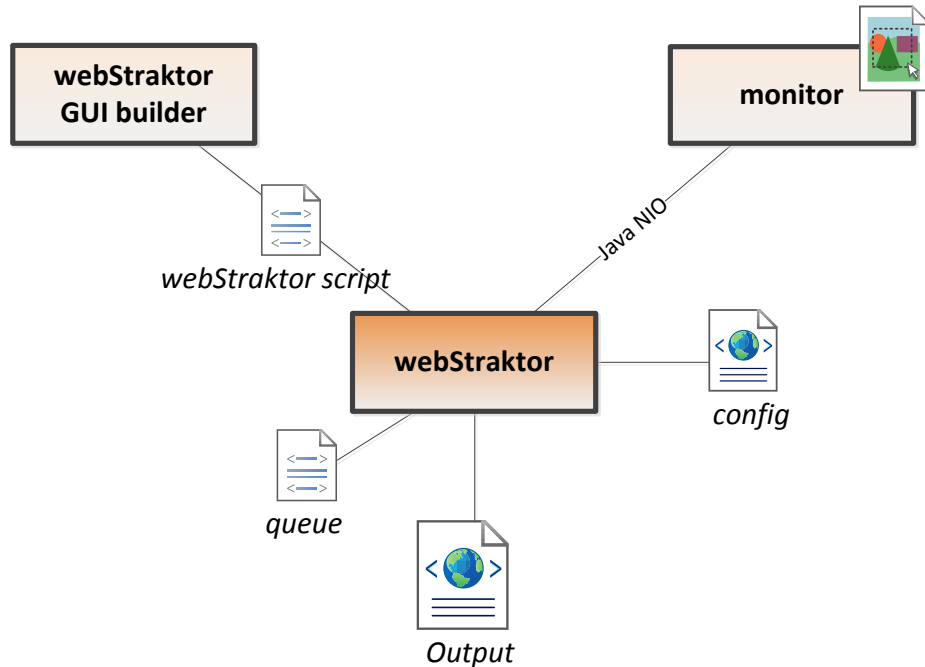 webStraktor
GUI builder
monitor
Java NIO
webStraktor script
webStraktor
config
queue
Output